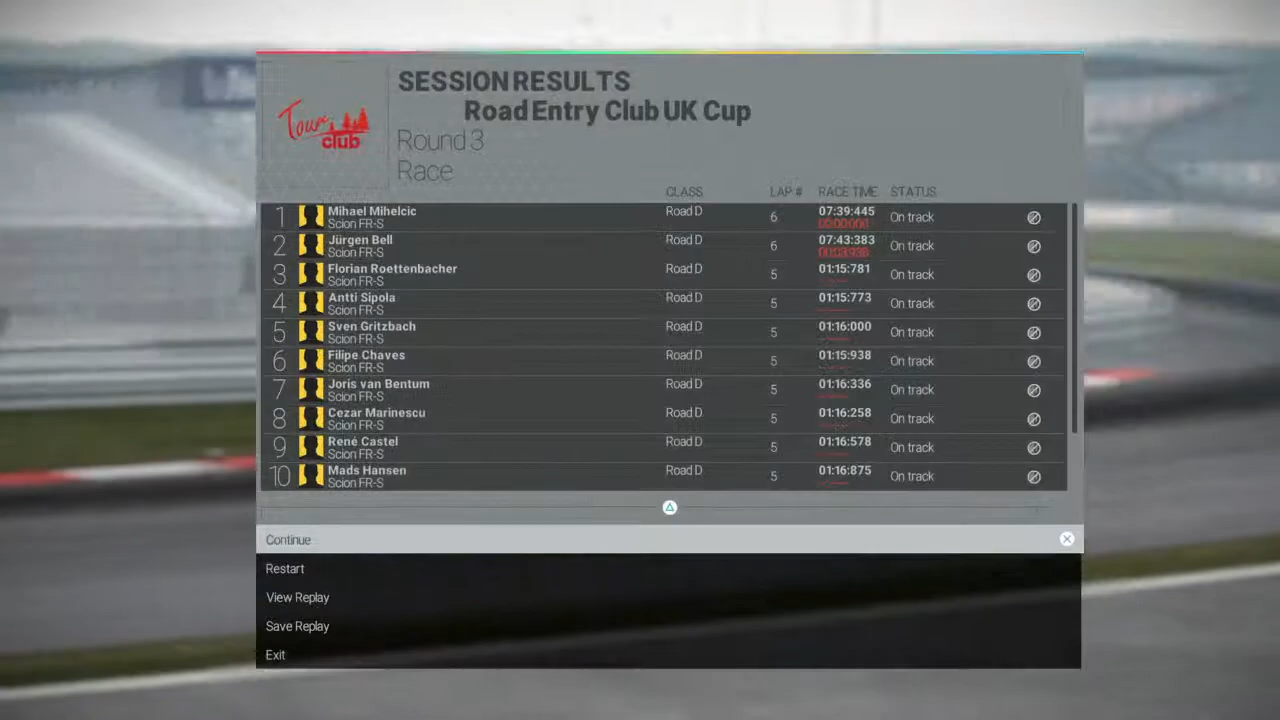 Tour
club
SESSION RESULTS
Road Entry Club UK Cup
Round 3
Race
CLASS LAP # RACE TIME STATUS
1 Mihael Mihelcic Road D 6 07:39:445 On track
Scion FR-S 00:00:000
2 Jürgen Bell Road D 6 07:43:383 On track
Scion FR-S 00:03:938
3 Florian Roettenbacher Road D 5 01:15:781 On track
Scion FR-S
4 Antti Sipola Road D 5 01:15:773 On track
Scion FR-S
5 Sven Gritzbach Road D 5 01:16:000 On track
Scion FR-S
6 Filipe Chaves Road D 5 01:15:938 On track
Scion FR-S
7 Joris van Bentum Road D 5 01:16:336 On track
Scion FR-S
8 Cezar Marinescu Road D 5 01:16:258 On track
Scion FR-S
9 René Castel Road D 5 01:16:578 On track
Scion FR-S
10 Mads Hansen Road D 5 01:16:875 On track
Scion FR-S
Continue
Restart
View Replay
Save Replay
Exit